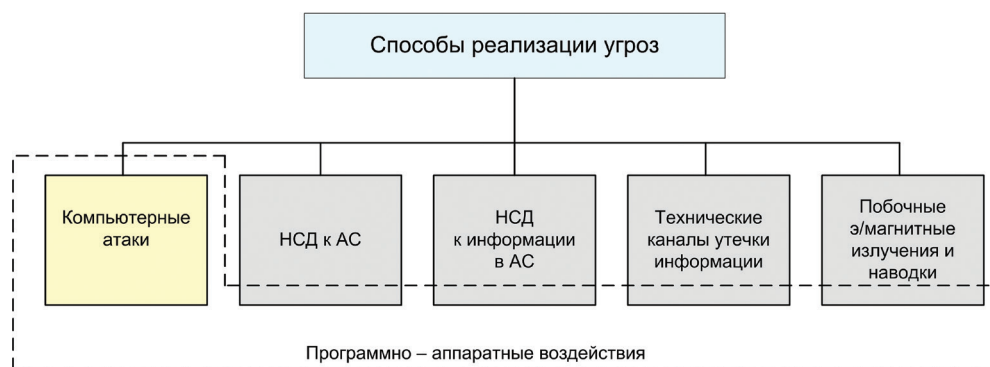 Способы реализации угроз
Компьютерные
атаки
НСД к АС
НСД
к информации
в АС
Технические
каналы утечки
информации
Побочные
э/магнитные
излучения и
наводки
Программно – аппаратные воздействия